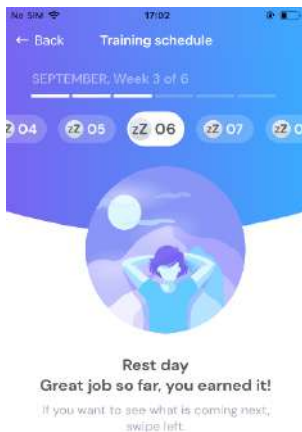 No SIM 17:02
← Back Training schedule
SEPTEMBER, Week 3 of 6
zZ 04 zZ 05 zZ 06 zZ 07 zZ
Rest day
Great job so far, you earned it!
If you want to see what is coming next,
swipe left.